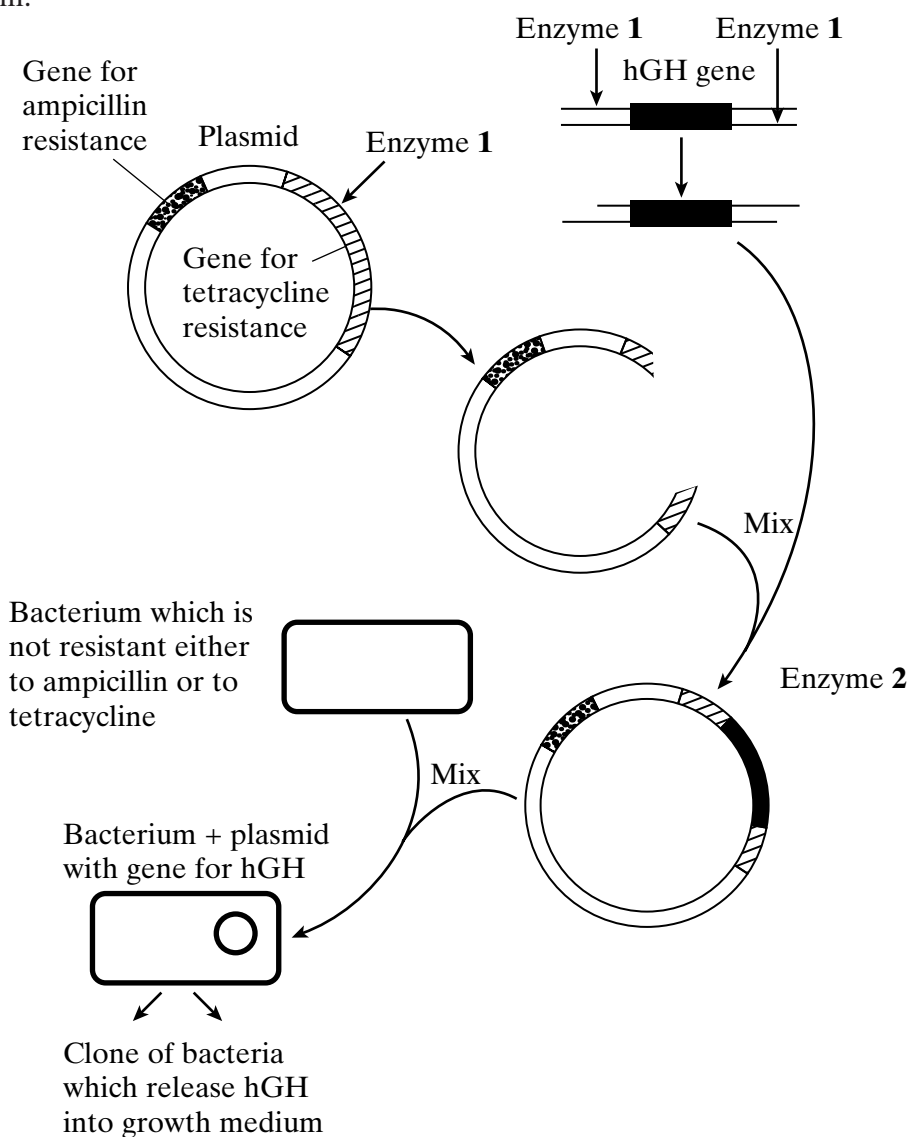 Enzyme 1 Enzyme 1
hGH gene
Gene for
ampicillin
resistance
Plasmid
Enzyme 1
Gene for
tetracycline
resistance
Mix
Enzyme 2
Bacterium which is
not resistant either
to ampicillin or to
tetracycline
Mix
Bacterium + plasmid
with gene for hGH
Clone of bacteria
which release hGH
into growth medium